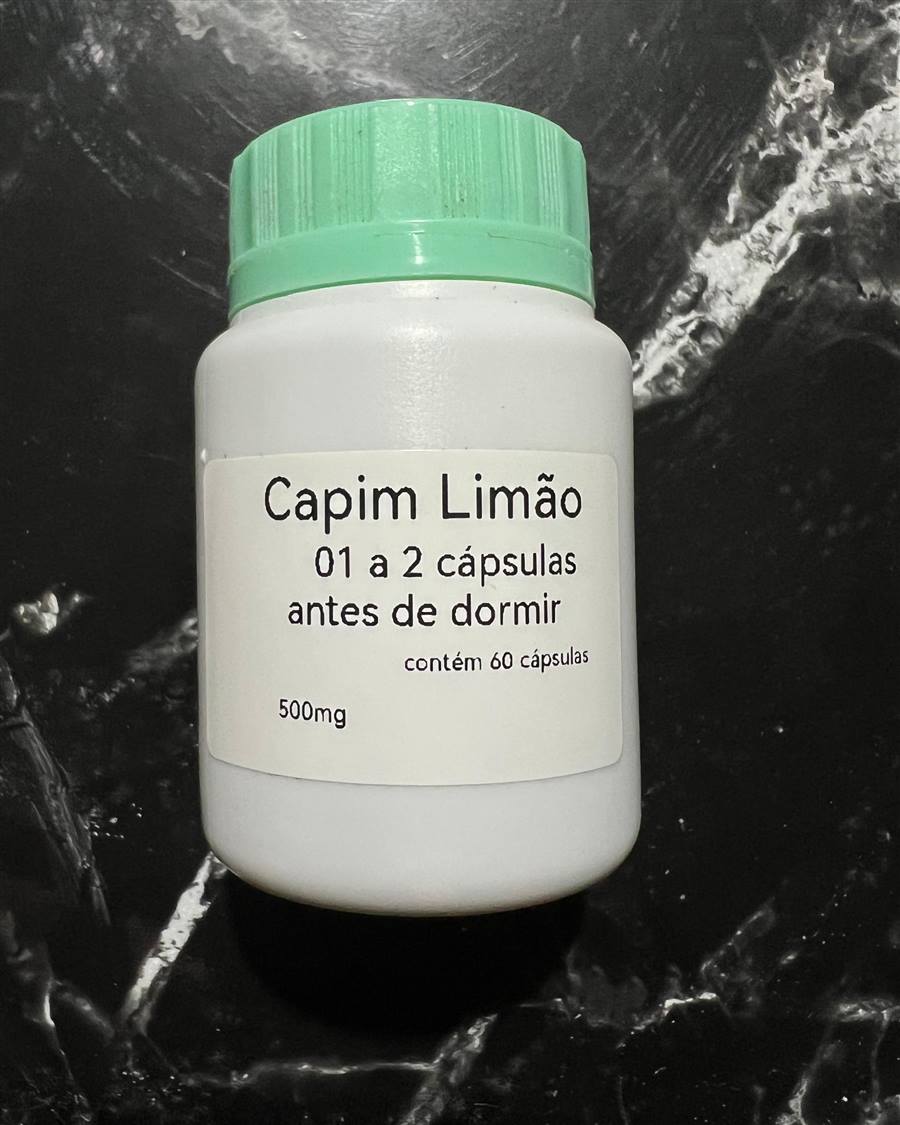 Capim Limão
01 a 2 cápsulas
antes de dormir
contém 60 cápsulas
500mg